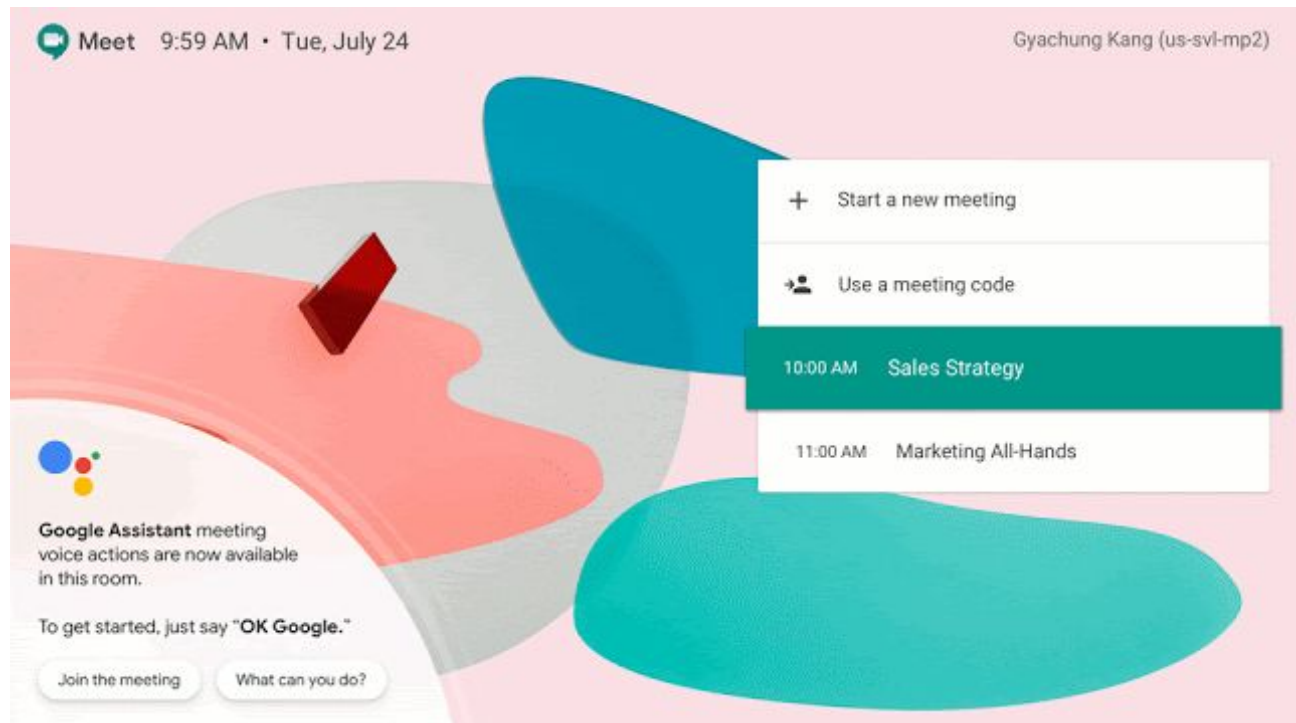 Meet 9:59 AM • Tue, July 24
Gyachung Kang (us-svl-mp2)
Start a new meeting
Use a meeting code
10:00 AM Sales Strategy
11:00 AM Marketing All-Hands
Google Assistant meeting
voice actions are now available
in this room.
To get started, just say "OK Google."
Join the meeting What can you do?